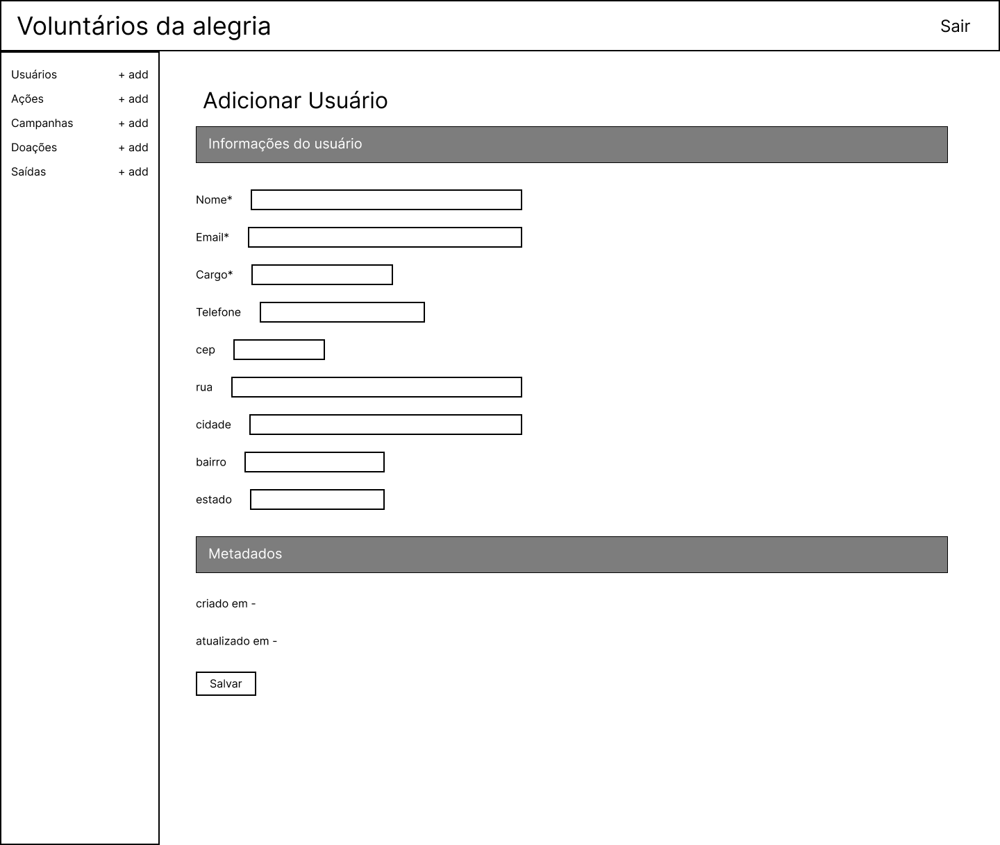 Voluntários da alegria
Sair
Usuários + add
Ações + add
Campanhas + add
Doações + add
Saídas + add
Adicionar Usuário
Informações do usuário
Nome*
Email*
Cargo*
Telefone
cep
rua
cidade
bairro
estado
Metadados
criado em -
atualizado em -
Salvar